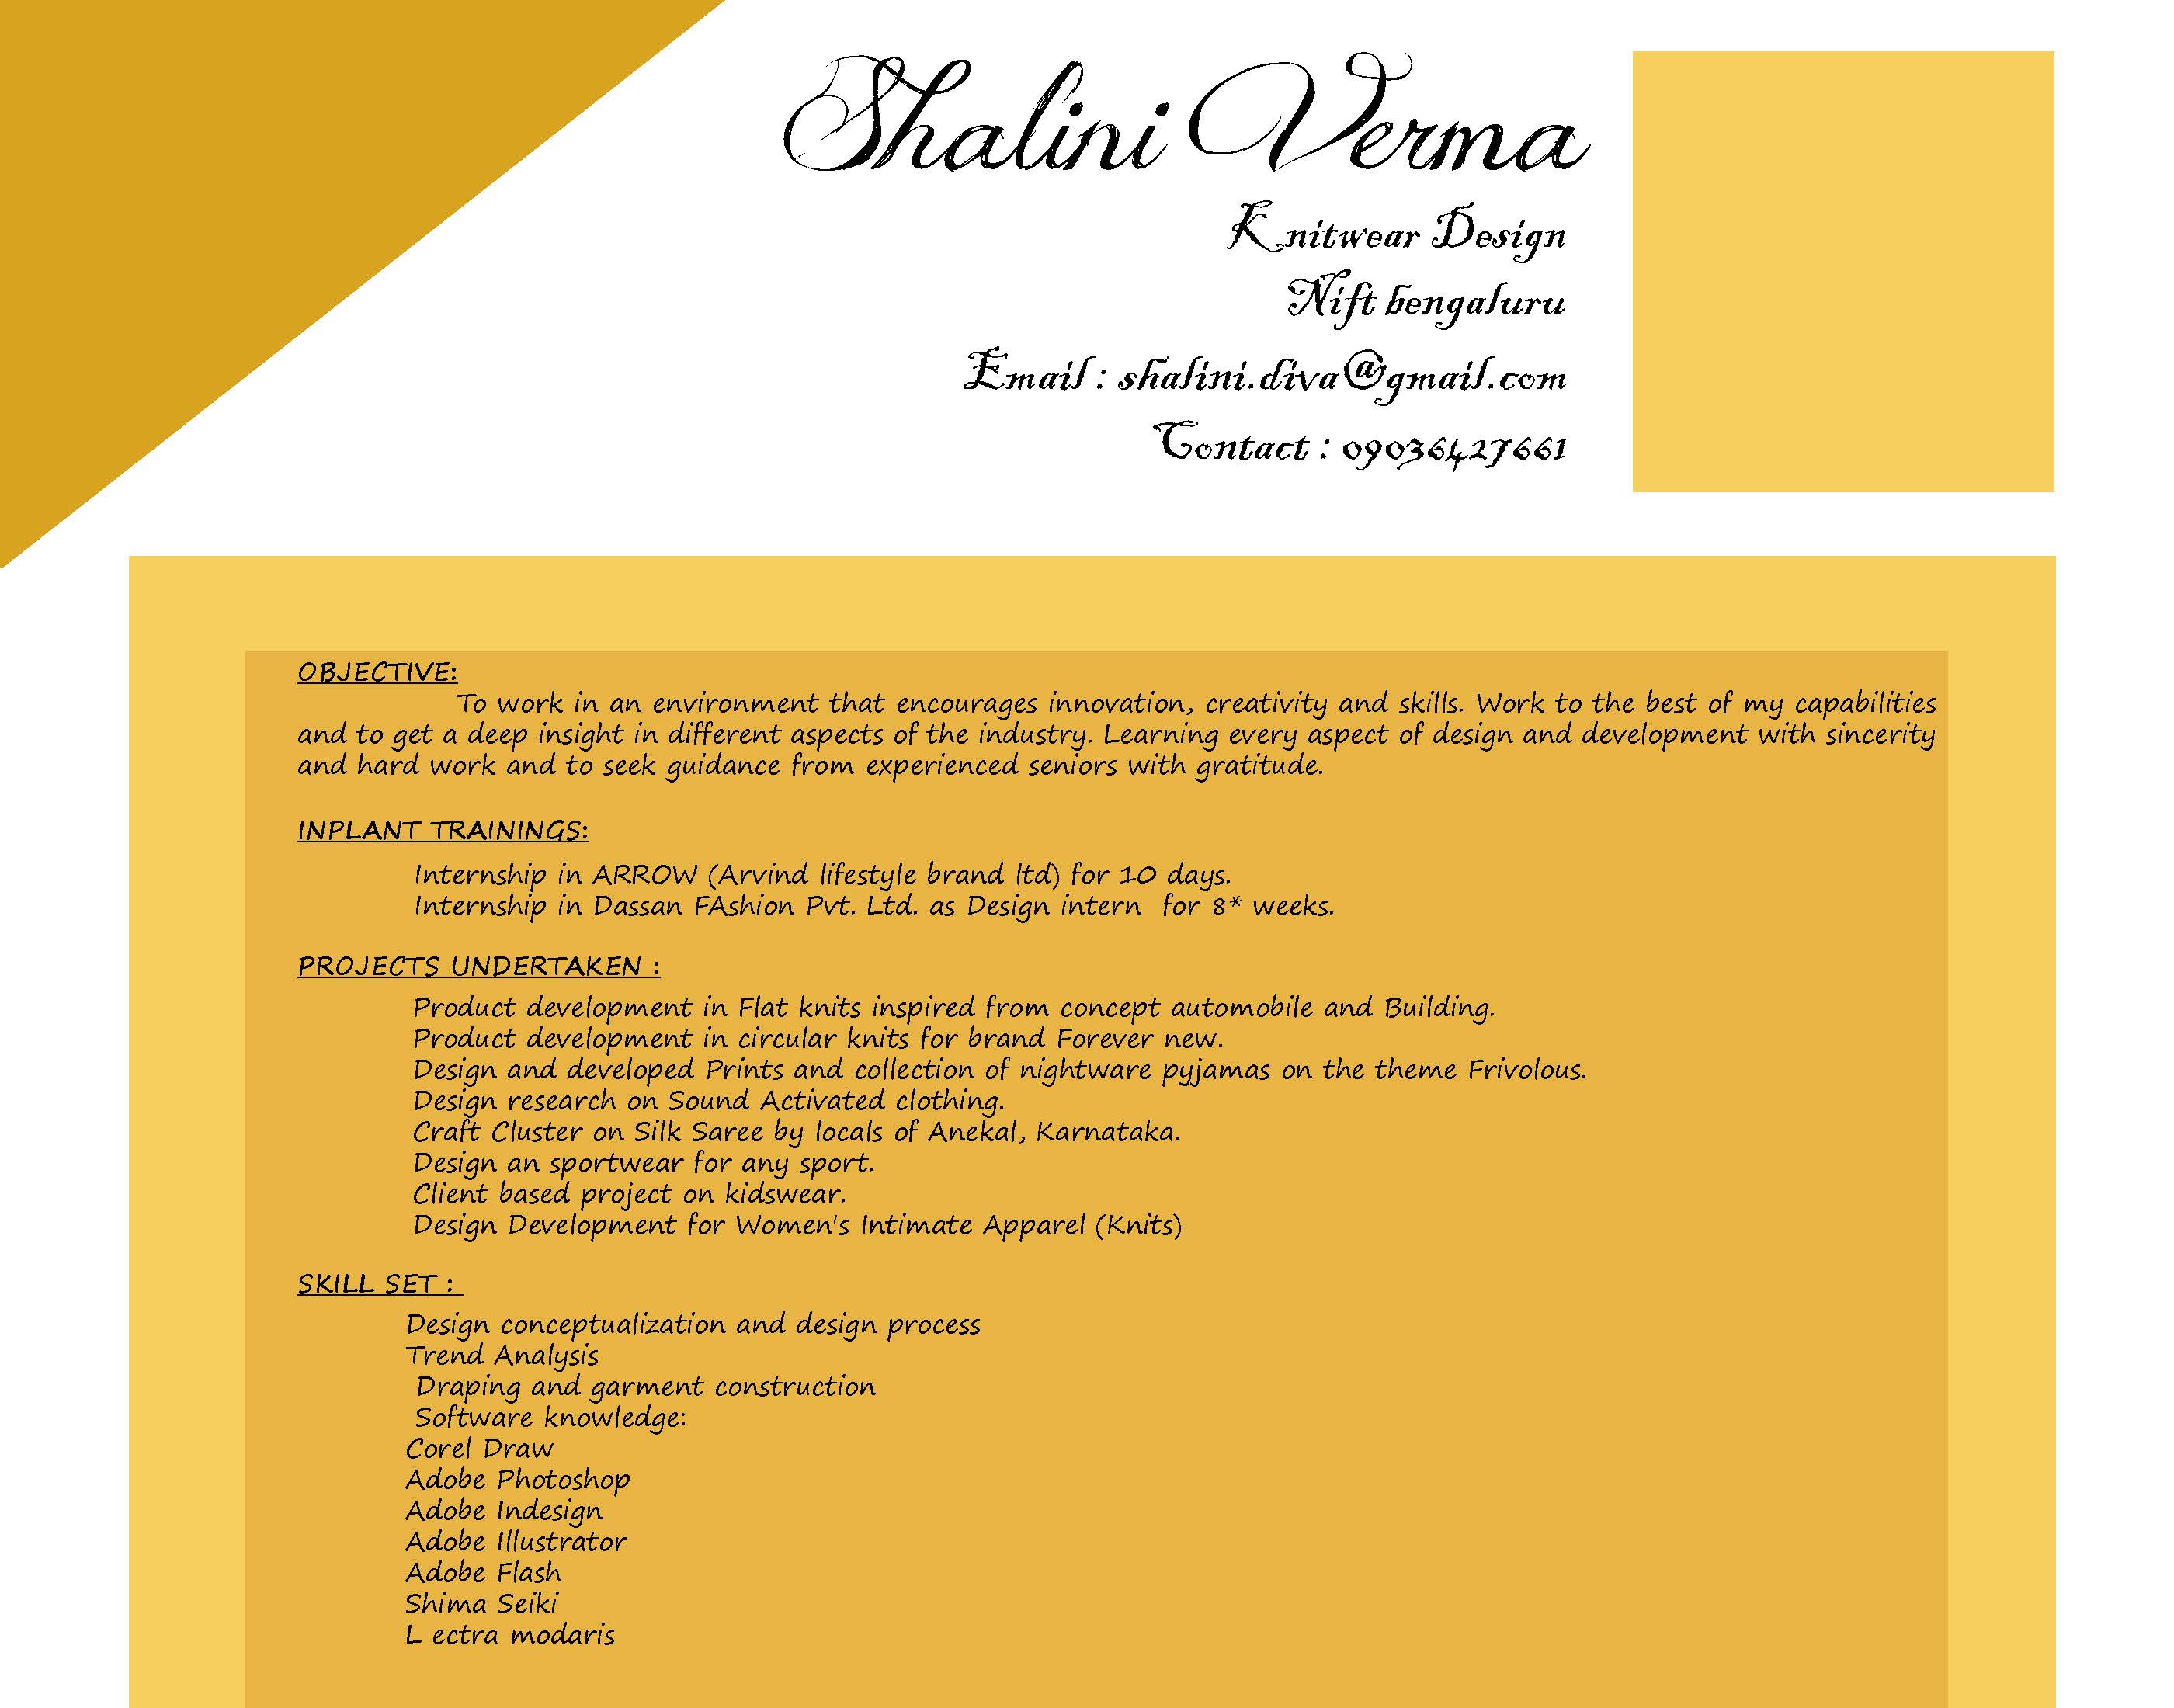 Shalini Verma
Knitwear Design
Nift bengaluru
Email : shalini.diva@gmail.com
Contact : 09036427661
OBJECTIVE:
To work in an environment that encourages innovation, creativity and skills. Work to the best of my capabilities
and to get a deep insight in different aspects of the industry. Learning every aspect of design and development with sincerity
and hard work and to seek guidance from experienced seniors with gratitude.
INPLANT TRAININGS:
Internship in ARROW (Arvind lifestyle brand ltd) for 10 days.
Internship in Dassan FAshion Pvt. Ltd. as Design intern  for 8* weeks.
PROJECTS UNDERTAKEN :
Product development in Flat knits inspired from concept automobile and Building.
Product development in circular knits for brand Forever new.
Design and developed Prints and collection of nightware pyjamas on the theme Frivolous.
Design research on Sound Activated clothing.
Craft Cluster on Silk Saree by locals of Anekal, Karnataka.
Design an sportwear for any sport.
Client based project on kidswear.
Design Development for Women's Intimate Apparel (Knits)
SKILL SET :
Design conceptualization and design process
Trend Analysis
Draping and garment construction
Software knowledge:
Corel Draw
Adobe Photoshop
Adobe Indesign
Adobe Illustrator
Adobe Flash
Shima Seiki
L ectra modaris